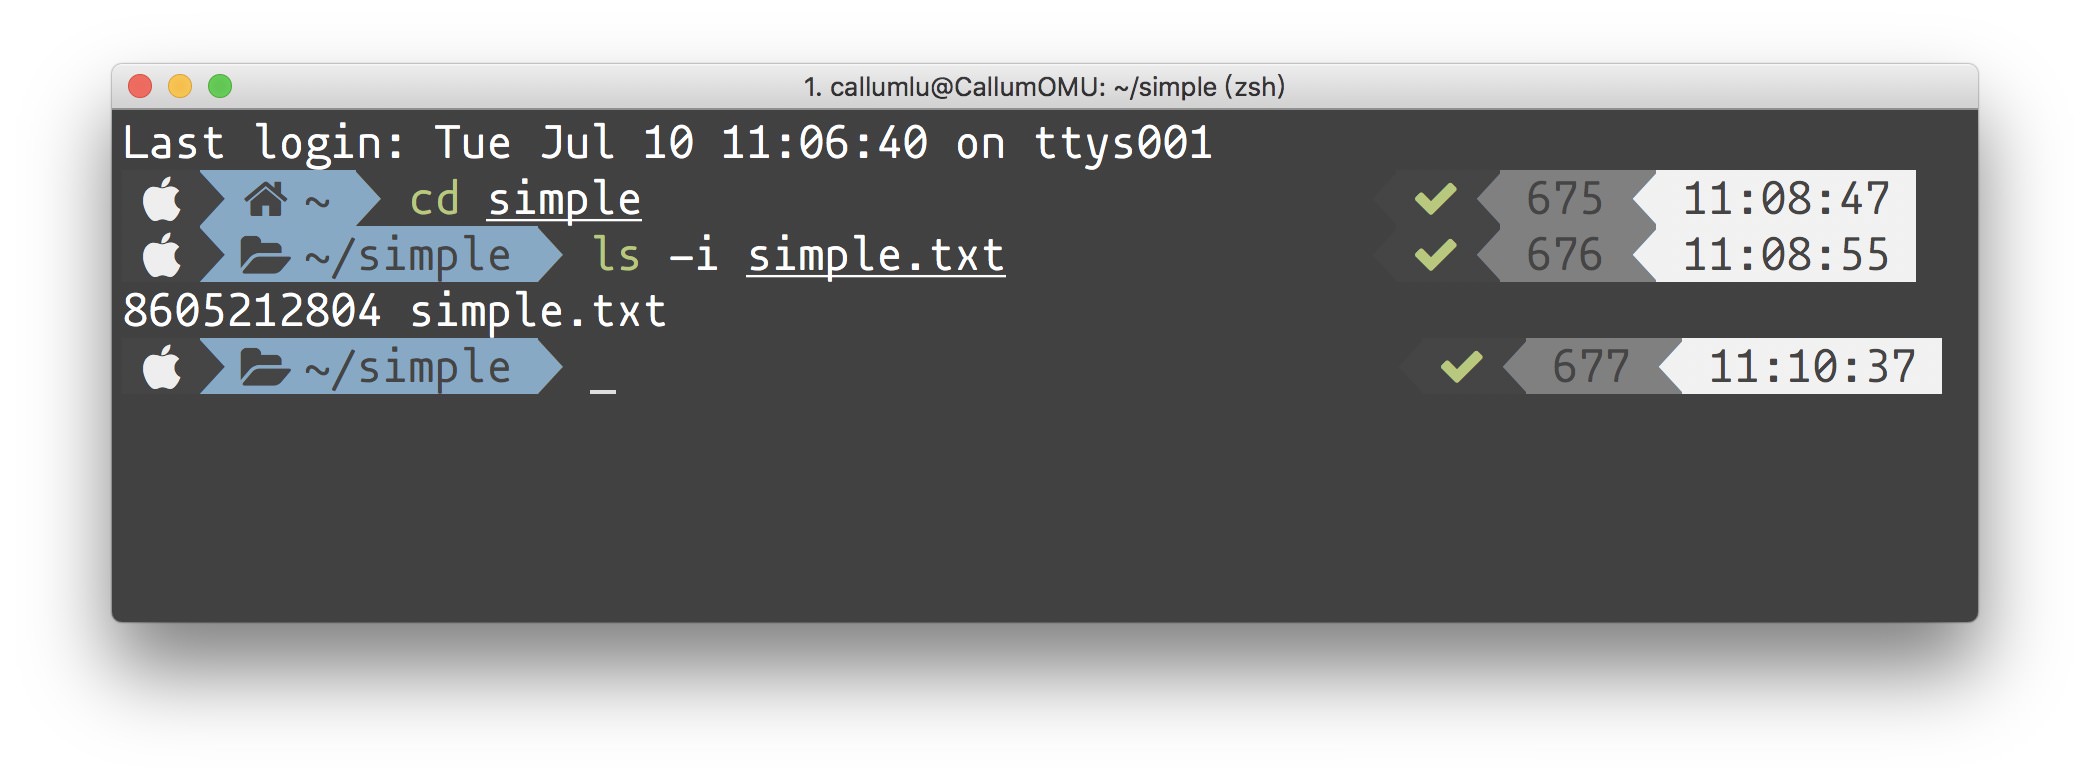 1. callumlu@CallumOMU: ~/simple (zsh)
Last login: Tue Jul 10 11:06:40 on ttys001
~ cd simple 675 11:08:47
~/simple ls -i simple.txt 676 11:08:55
8605212804 simple.txt
~/simple _ 677 11:10:37